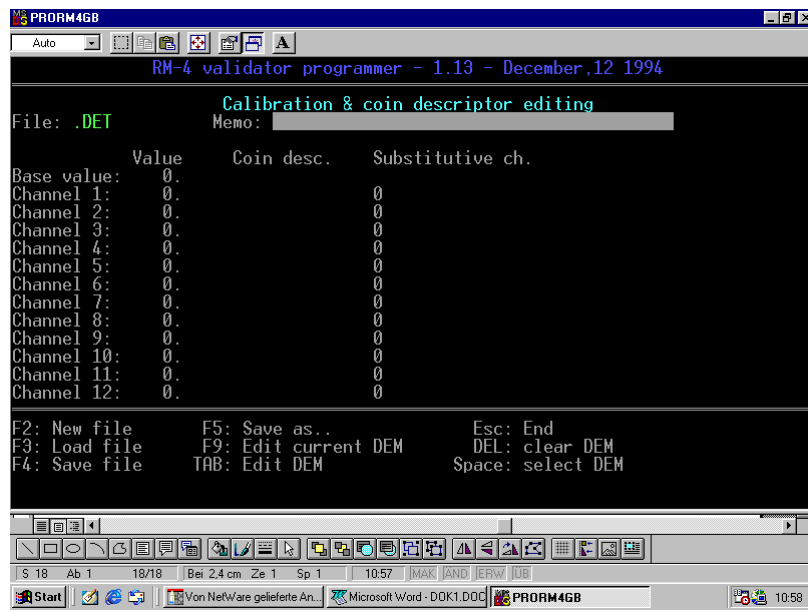 PRORM4GB
Auto
A
RM-4 validator programmer - 1.13 - December,12 1994
Calibration & coin descriptor editing
File: .DET Memo:
Value Coin desc. Substitutive ch.
Base value: 0.
Channel 1: 0. 0
Channel 2: 0. 0
Channel 3: 0. 0
Channel 4: 0. 0
Channel 5: 0. 0
Channel 6: 0. 0
Channel 7: 0. 0
Channel 8: 0. 0
Channel 9: 0. 0
Channel 10: 0. 0
Channel 11: 0. 0
Channel 12: 0. 0
F2: New file F5: Save as.. Esc: End
F3: Load file F9: Edit current DEM DEL: clear DEM
F4: Save file TAB: Edit DEM Space: select DEM
S 18 Ab 1 18/18 Bei 2,4 cm Ze 1 Sp 1 10:57 MAK ÄND ERW ÜB
Start Von NetWare gelieferte An... Microsoft Word - DOK1.DOC PRORM4GB 10:58